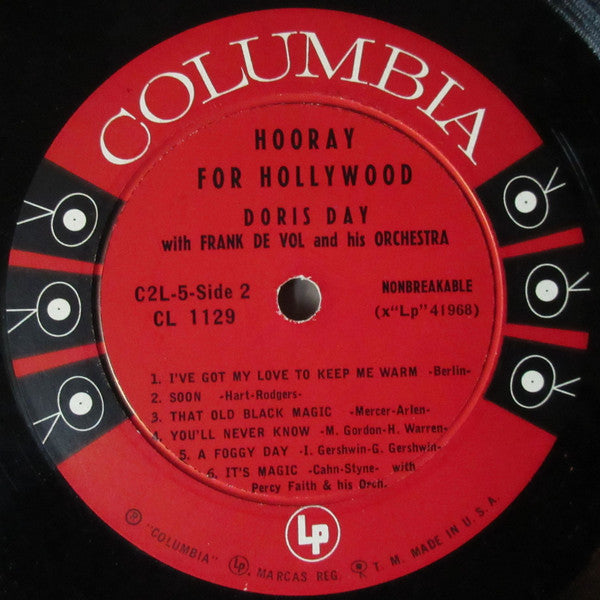 COLUMBIA
HOORAY
FOR HOLLYWOOD
DORIS DAY
with FRANK DE VOL and his ORCHESTRA
C2L-5-Side 2
CL 1129
NONBREAKABLE
(x"Lp" 41968)
1. I'VE GOT MY LOVE TO KEEP ME WARM -Berlin-
2. SOON -Hart-Rodgers-
3. THAT OLD BLACK MAGIC -Mercer-Arlen-
4. YOU'LL NEVER KNOW -M. Gordon-H. Warren-
5. A FOGGY DAY -I. Gershwin-G. Gershwin-
6. IT'S MAGIC -Cahn-Styne- with
Percy Faith & his Orch.
Lp
Ⓟ "COLUMBIA" Lp MARCAS REG. T. M. MADE IN U.S.A.